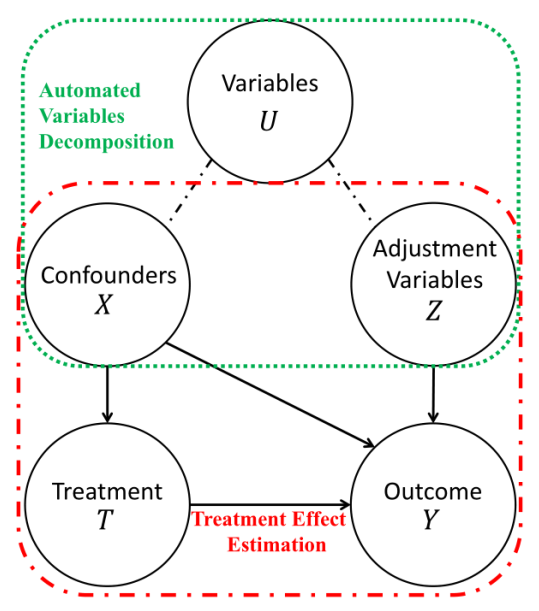 Automated
Variables
Decomposition
Variables
U
Confounders
X
Adjustment
Variables
Z
Treatment
T
Treatment Effect
Estimation
Outcome
Y